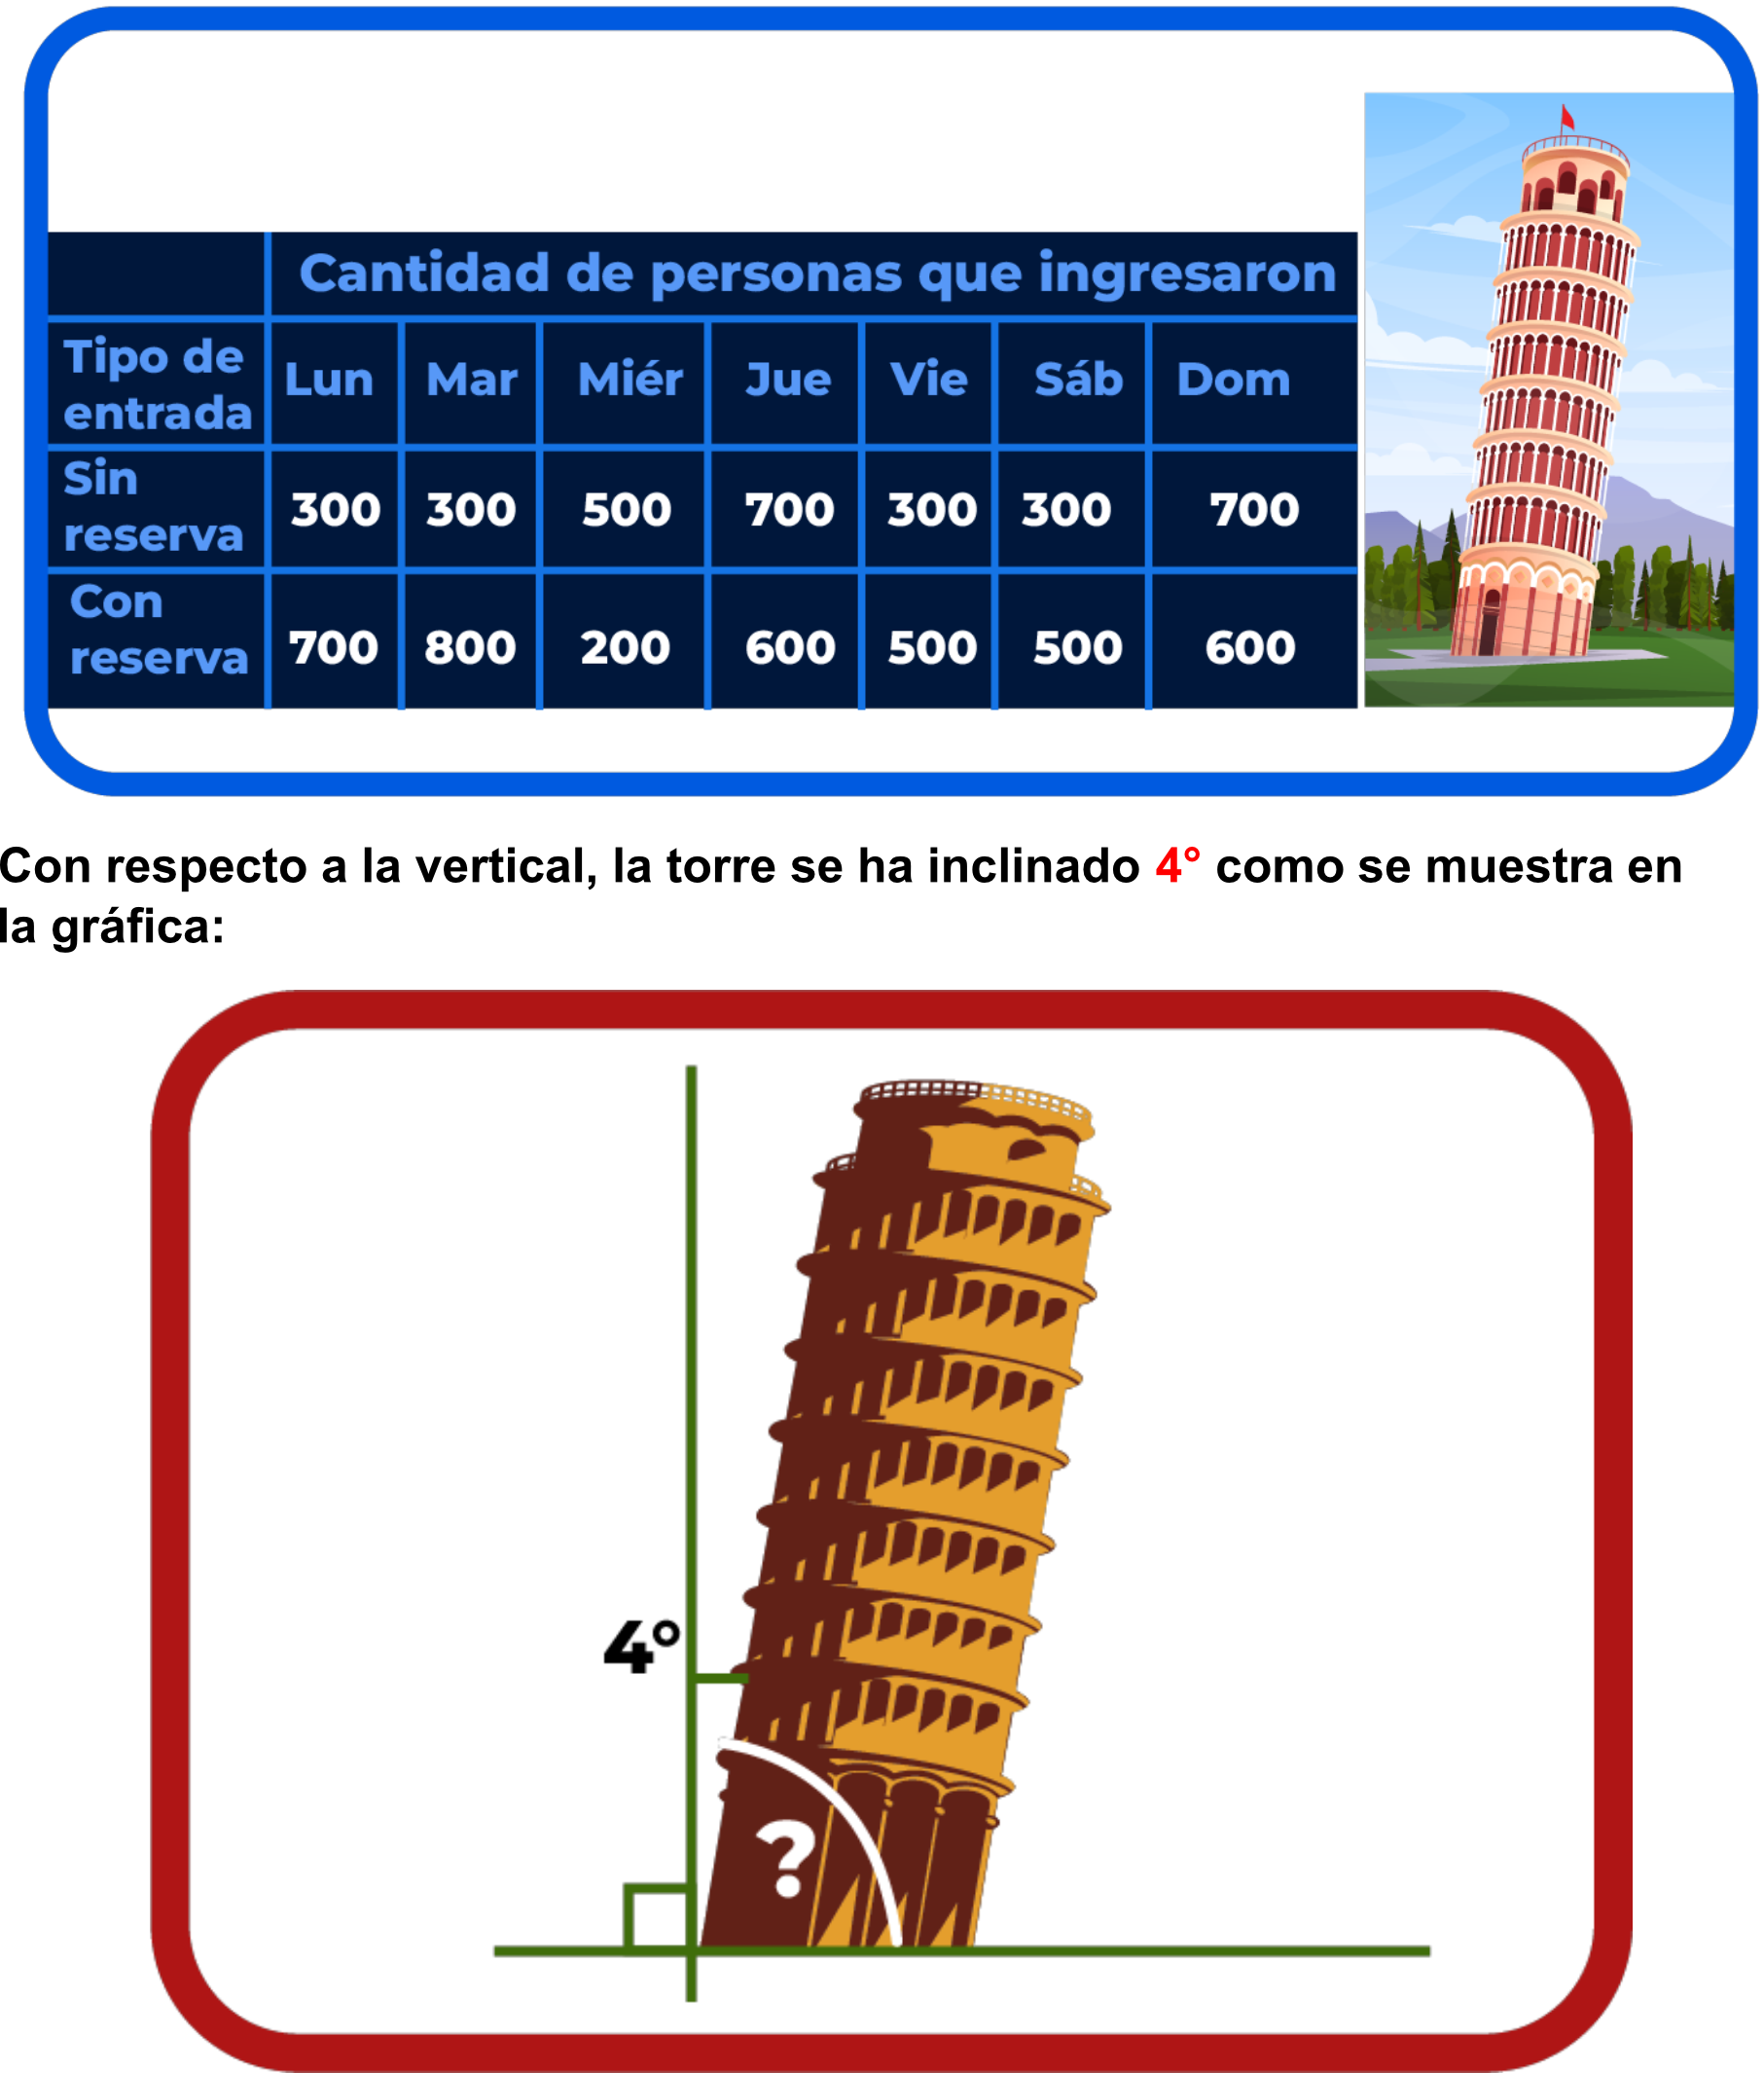 Cantidad de personas que ingresaron
Tipo de entrada Lun Mar Miér Jue Vie Sáb Dom
Sin reserva 300 300 500 700 300 300 700
Con reserva 700 800 200 600 500 500 600
Con respecto a la vertical, la torre se ha inclinado 4° como se muestra en
la gráfica:
4°
?